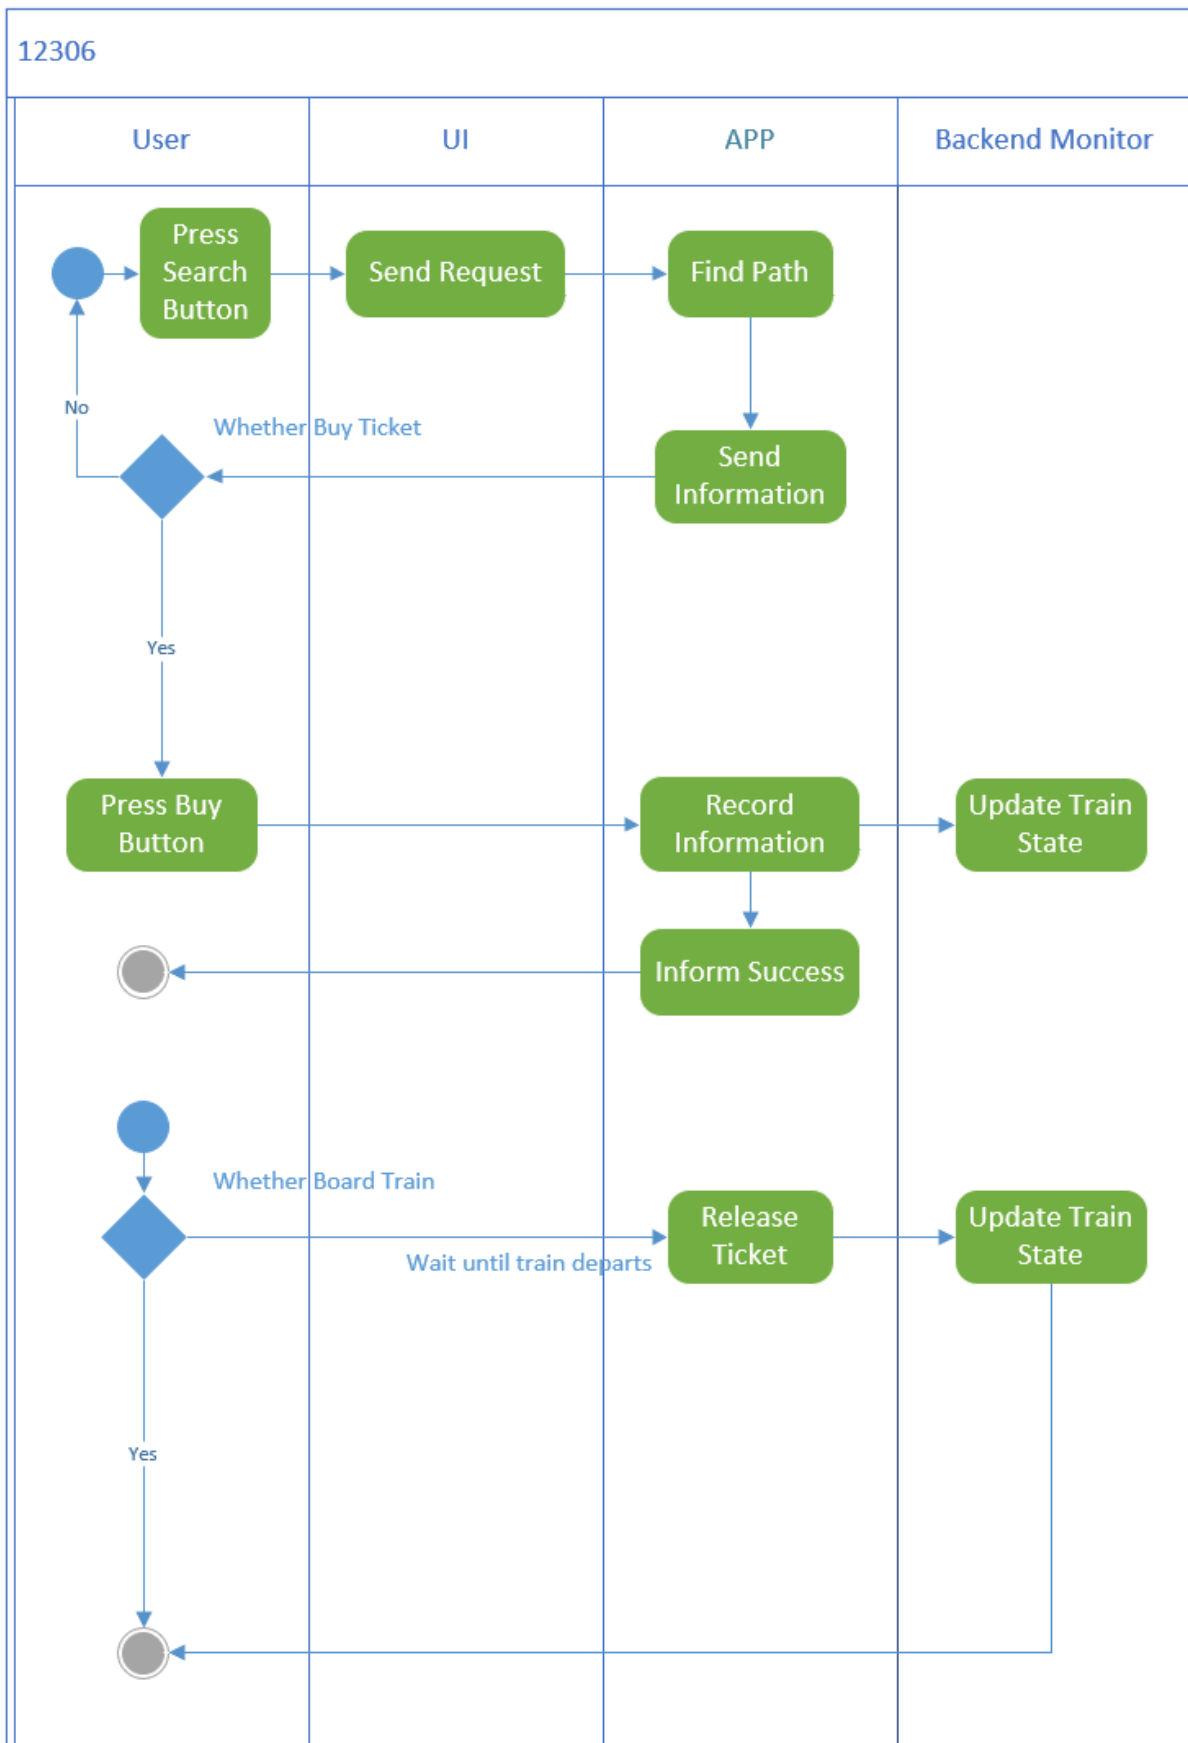 12306
User
UI
APP
Backend Monitor
Press
Search
Button
Send Request
Find Path
No
Whether Buy Ticket
Send
Information
Yes
Press Buy
Button
Record
Information
Update Train
State
Inform Success
Whether Board Train
Release
Ticket
Update Train
State
Wait until train departs
Yes